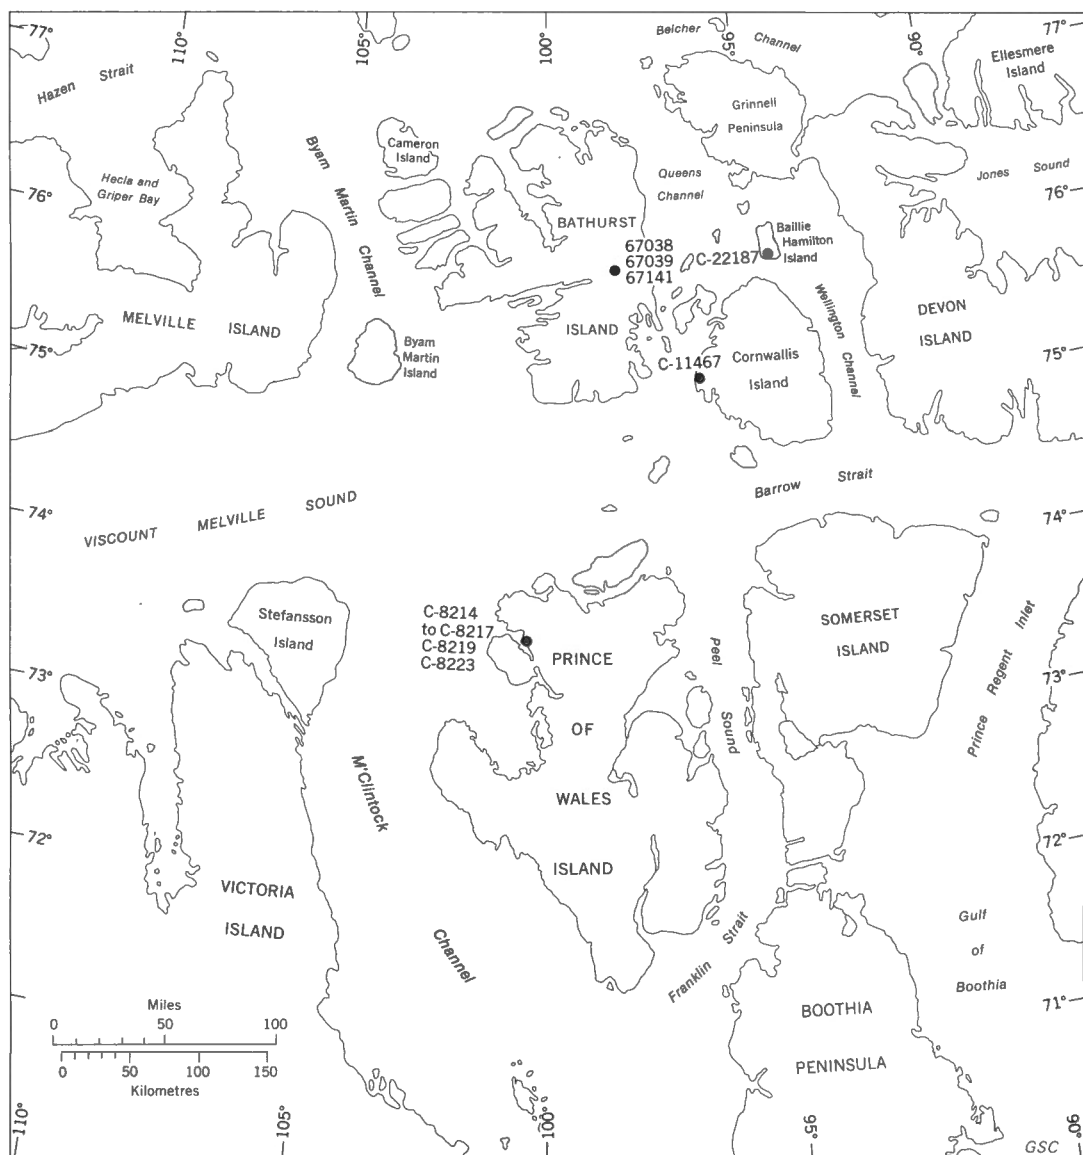 77°
110°
105°
100°
Belcher Channel
95°
90°
77°
Hazen Strait
Ellesmere
Island
Grinnell
Peninsula
Cameron
Island
Byam Martin Channel
Hecla and
Griper Bay
76°
Queens
Channel
Jones Sound
76°
BATHURST
67038
67039
67141
C-22187
Baillie
Hamilton
Island
MELVILLE ISLAND
ISLAND
Wellington Channel
DEVON
ISLAND
75°
Byam
Martin
Island
C-11467
Cornwallis
Island
75°
Barrow Strait
VISCOUNT MELVILLE SOUND
74°
74°
Stefansson
Island
C-8214
to C-8217
C-8219
C-8223
PRINCE
OF
WALES
ISLAND
Peel Sound
SOMERSET
ISLAND
Prince Regent Inlet
73°
73°
M'Clintock Channel
72°
72°
VICTORIA
ISLAND
Franklin Strait
Gulf
of
Boothia
71°
BOOTHIA
PENINSULA
Miles
0 50 100
0 50 100 150
Kilometres
110°
105°
100°
95°
90°
GSC